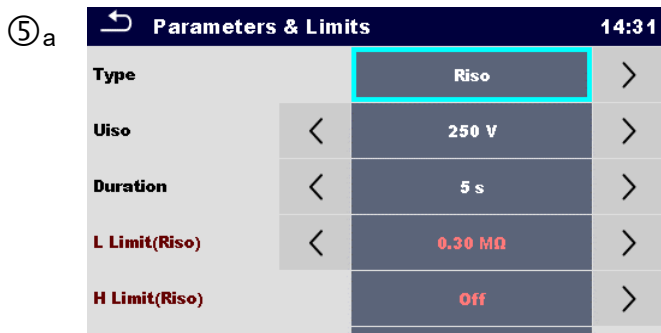 ⑤a
Parameters & Limits 14:31
Type Riso
Uiso 250 V
Duration 5 s
L Limit(Riso) 0.30 MΩ
H Limit(Riso) Off